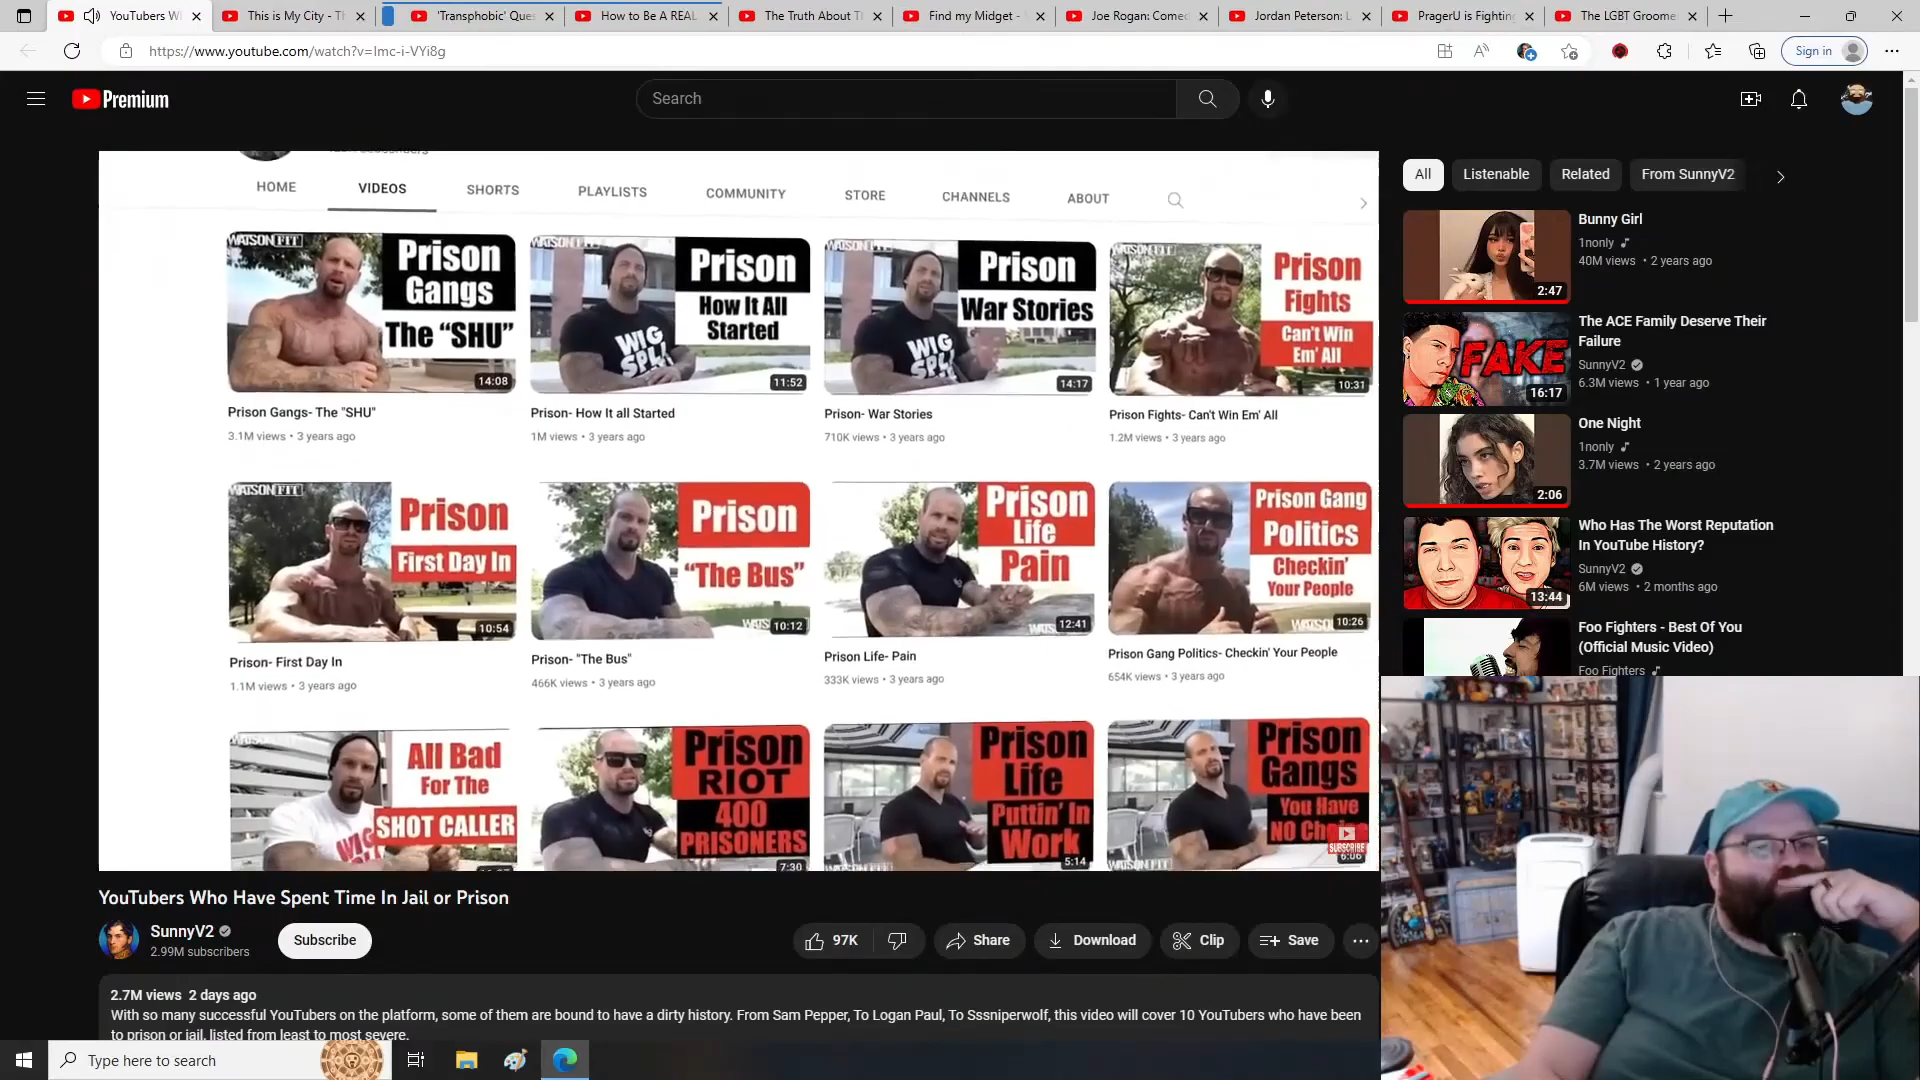 YouTubers W
This is My City - T
'Transphobic' Ques
How to Be A REAL
The Truth About T
Find my Midget -
Joe Rogan: Comed
Jordan Peterson: L
PragerU is Fighting
The LGBT Groome
https://www.youtube.com/watch?v=Imc-i-VYi8g
Sign in
Premium
Search
HOME
VIDEOS
SHORTS
PLAYLISTS
COMMUNITY
STORE
CHANNELS
ABOUT
WATSON FIT
Prison
Gangs
The "SHU"
14:08
Prison Gangs- The "SHU"
3.1M views • 3 years ago
Prison
How It All
Started
WIG
SPL
11:52
Prison- How It all Started
1M views • 3 years ago
Prison
War Stories
WIG
SPL
14:17
Prison- War Stories
710K views • 3 years ago
Prison
Fights
Can't Win
Em' All
10:31
Prison Fights- Can't Win Em' All
1.2M views • 3 years ago
WATSON FIT
Prison
First Day In
10:54
Prison- First Day In
1.1M views • 3 years ago
Prison
"The Bus"
10:12
Prison- "The Bus"
466K views • 3 years ago
Prison
Life
Pain
12:41
Prison Life- Pain
333K views • 3 years ago
Prison Gang
Politics
Checkin'
Your People
10:26
Prison Gang Politics- Checkin' Your People
654K views • 3 years ago
All Bad
For The
SHOT CALLER
Prison
RIOT
400
PRISONERS
7:30
Prison
Life
Puttin' In
Work
5:14
Prison
Gangs
You Have
NO Choice
SUBSCRIBE
6:06
All
Listenable
Related
From SunnyV2
Bunny Girl
1nonly
40M views • 2 years ago
2:47
The ACE Family Deserve Their
Failure
SunnyV2
6.3M views • 1 year ago
FAKE
16:17
One Night
1nonly
3.7M views • 2 years ago
2:06
Who Has The Worst Reputation
In YouTube History?
SunnyV2
6M views • 2 months ago
13:44
Foo Fighters - Best Of You
(Official Music Video)
Foo Fighters
YouTubers Who Have Spent Time In Jail or Prison
SunnyV2
2.99M subscribers
Subscribe
97K
Share
Download
Clip
Save
2.7M views 2 days ago
With so many successful YouTubers on the platform, some of them are bound to have a dirty history. From Sam Pepper, To Logan Paul, To Sssniperwolf, this video will cover 10 YouTubers who have been
to prison or jail, listed from least to most severe.
Type here to search